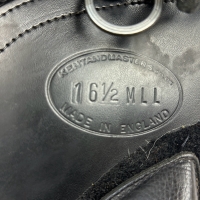 KENT AND MASTERS
16½ MLL
MADE IN ENGLAND